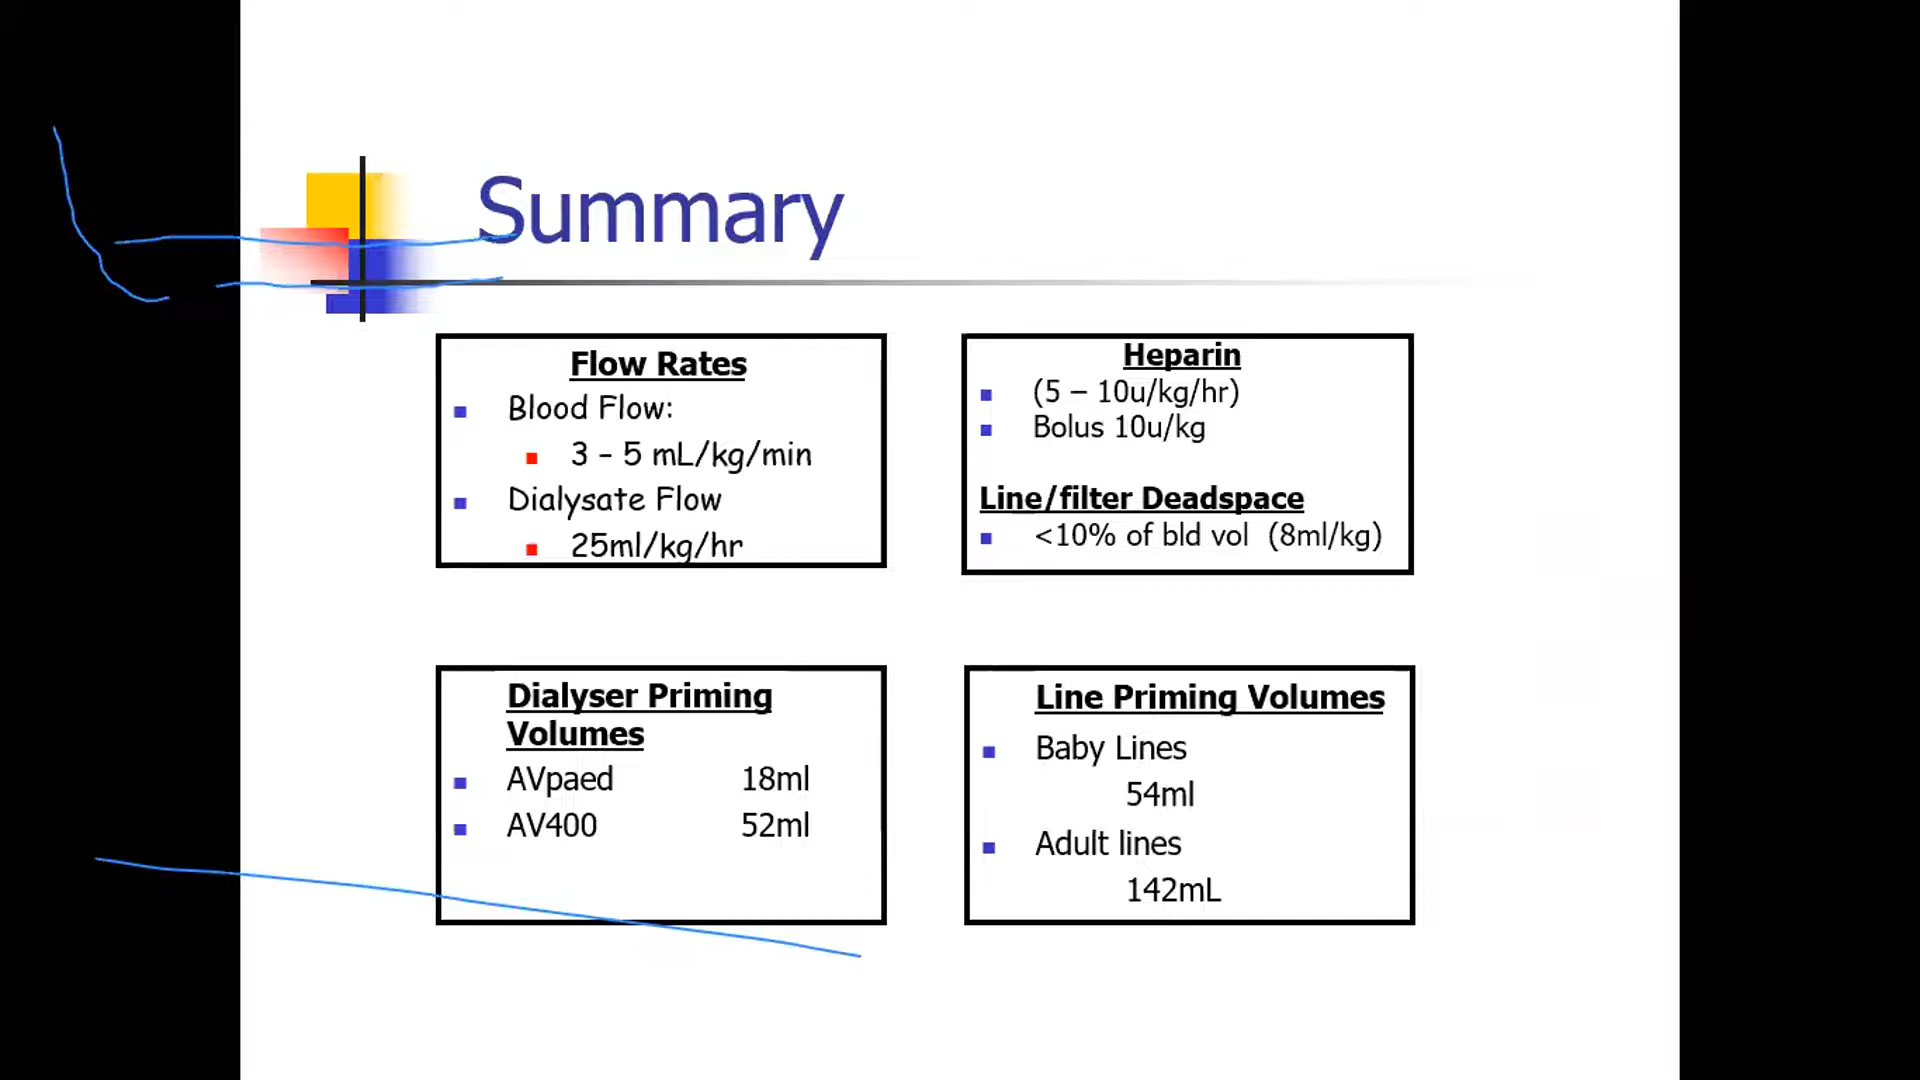 Summary
Flow Rates
Blood Flow:
3 – 5 mL/kg/min
Dialysate Flow
25ml/kg/hr
Heparin
(5 – 10u/kg/hr)
Bolus 10u/kg
Line/filter Deadspace
<10% of bld vol (8ml/kg)
Dialyser Priming
Volumes
AVpaed 18ml
AV400 52ml
Line Priming Volumes
Baby Lines
54ml
Adult lines
142mL